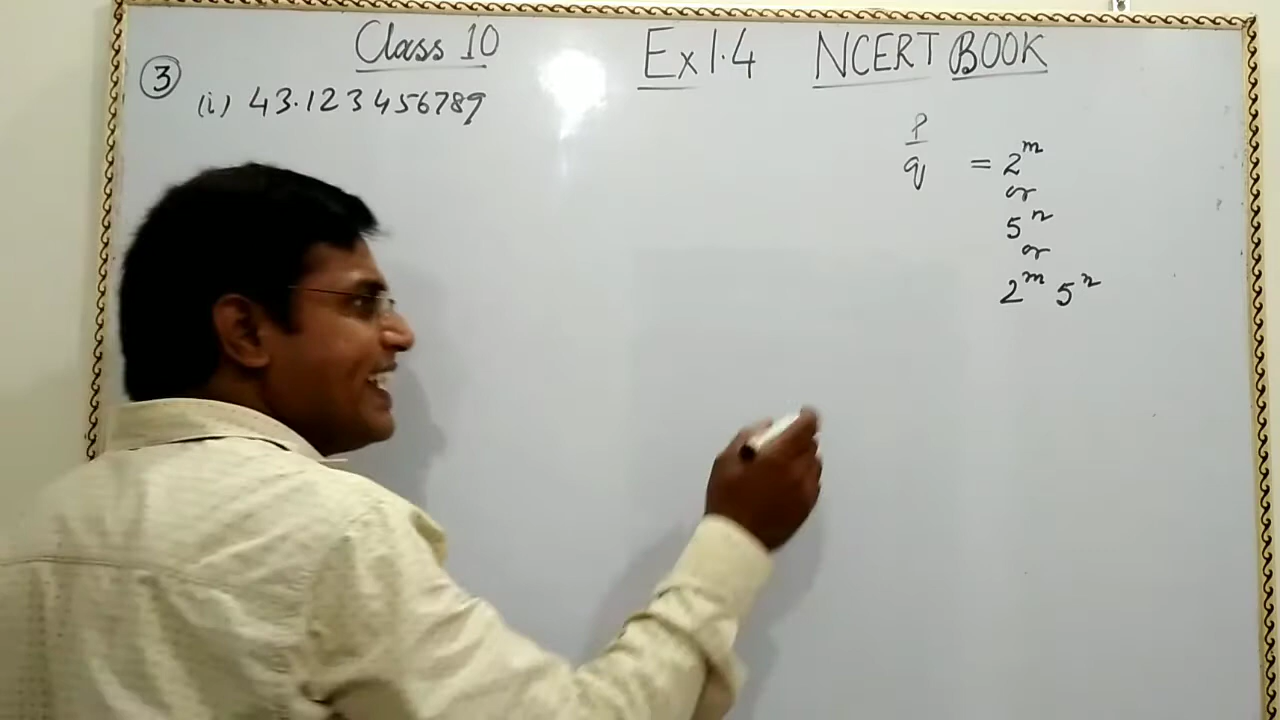 Class 10 Ex 1.4 NCERT BOOK
③ (i) 43.123456789
p
q = 2^m
or
5^n
or
2^m 5^n